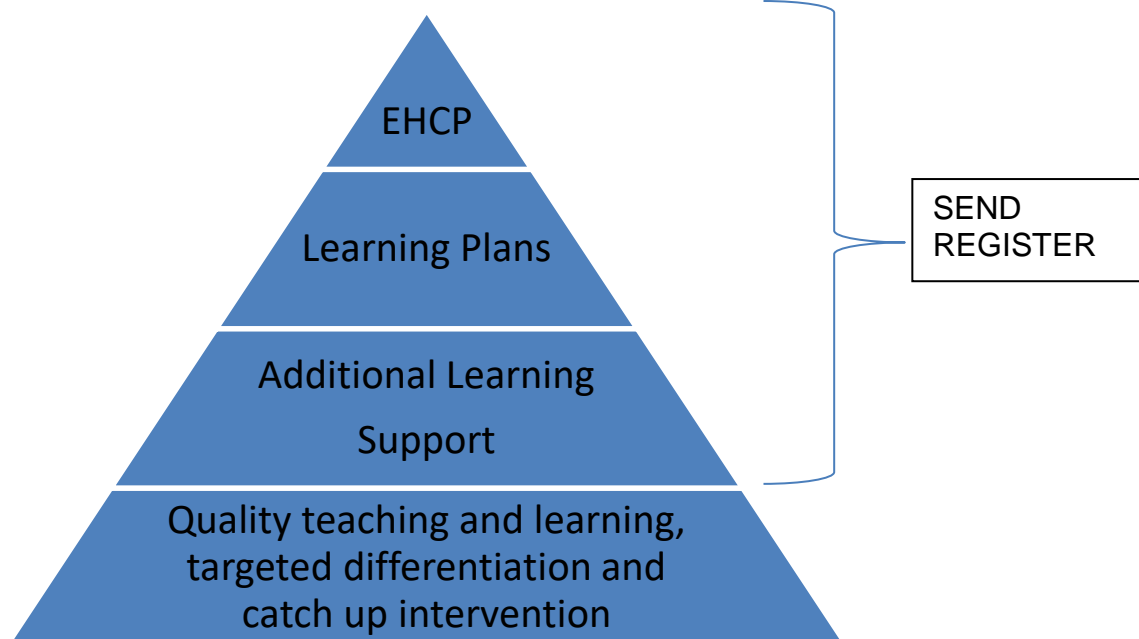 EHCP
Learning Plans
Additional Learning
Support
Quality teaching and learning,
targeted differentiation and
catch up intervention
SEND
REGISTER